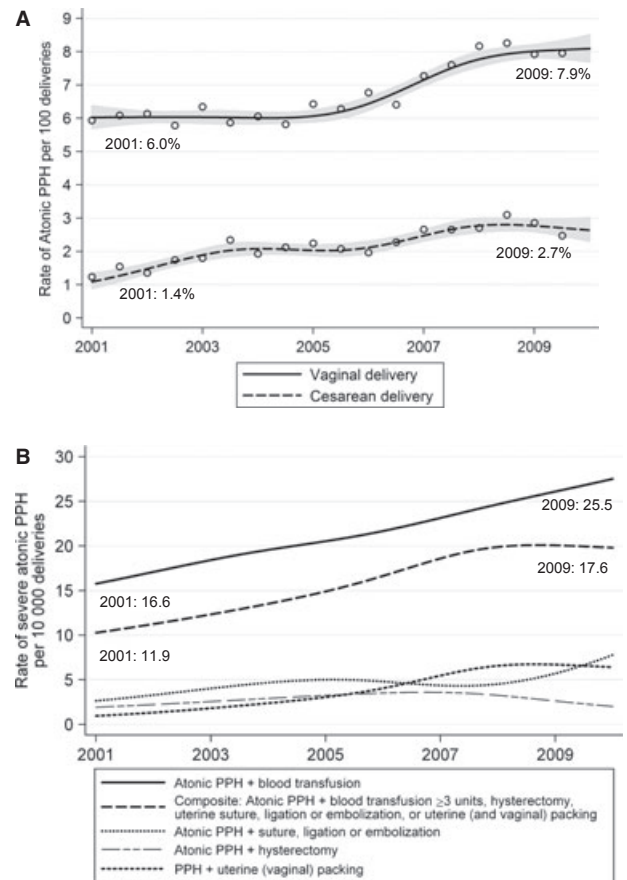 A
Rate of Atonic PPH per 100 deliveries
9
8
7
6
5
4
3
2
1
0
2009: 7.9%
2001: 6.0%
2009: 2.7%
2001: 1.4%
2001 2003 2005 2007 2009
Vaginal delivery
Cesarean delivery
B
Rate of severe atonic PPH
per 10 000 deliveries
30
25
20
15
10
5
0
2009: 25.5
2001: 16.6
2009: 17.6
2001: 11.9
2001 2003 2005 2007 2009
Atonic PPH + blood transfusion
Composite: Atonic PPH + blood transfusion ≥3 units, hysterectomy,
uterine suture, ligation or embolization, or uterine (and vaginal) packing
Atonic PPH + suture, ligation or embolization
Atonic PPH + hysterectomy
PPH + uterine (vaginal) packing